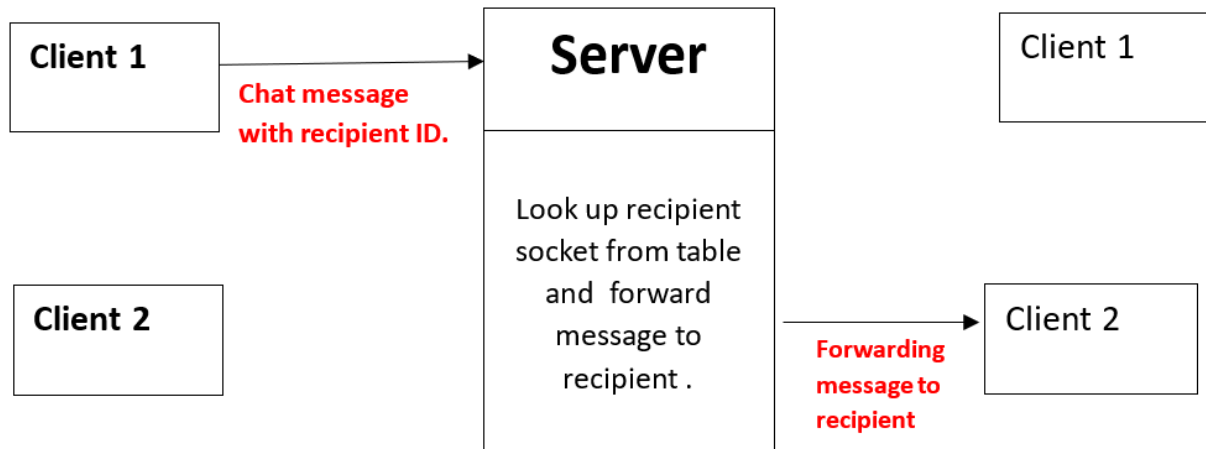 Client 1
Chat message
with recipient ID.
Client 2
Server
Look up recipient
socket from table
and forward
message to
recipient .
Client 1
Client 2
Forwarding
message to
recipient